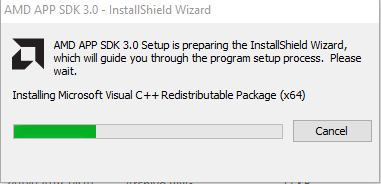 AMD APP SDK 3.0 - InstallShield Wizard
AMD APP SDK 3.0 Setup is preparing the InstallShield Wizard,
which will guide you through the program setup process. Please
wait.
Installing Microsoft Visual C++ Redistributable Package (x64)
Cancel